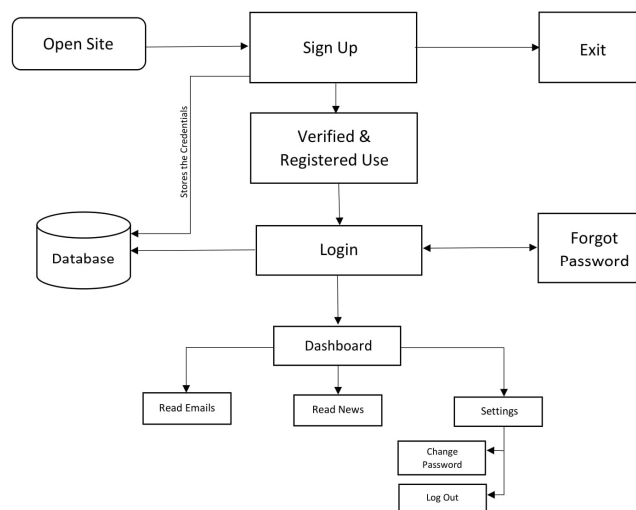 Open Site
Sign Up
Exit
Stores the Credentials
Verified &
Registered Use
Database
Login
Forgot
Password
Dashboard
Read Emails
Read News
Settings
Change
Password
Log Out